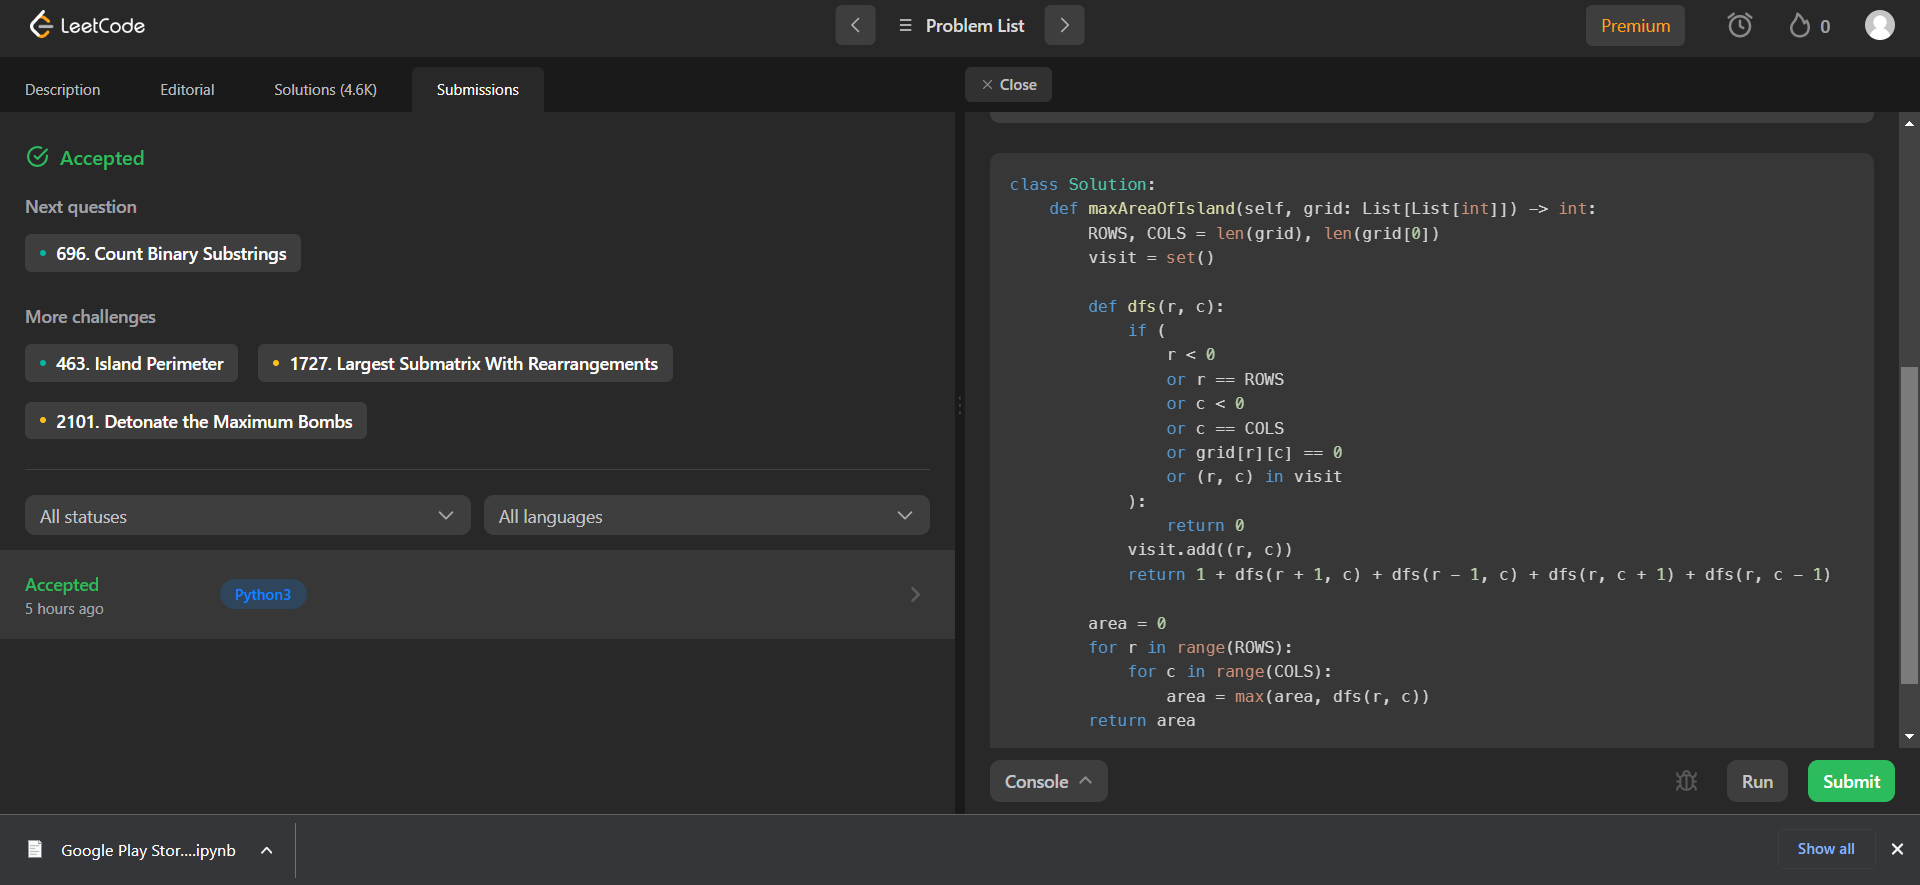 LeetCode
Problem List
Premium
0
Description
Editorial
Solutions (4.6K)
Submissions
Close
Accepted
Next question
696. Count Binary Substrings
More challenges
463. Island Perimeter
1727. Largest Submatrix With Rearrangements
2101. Detonate the Maximum Bombs
All statuses
All languages
Accepted
5 hours ago
Python3
class Solution:
    def maxAreaOfIsland(self, grid: List[List[int]]) -> int:
        ROWS, COLS = len(grid), len(grid[0])
        visit = set()

        def dfs(r, c):
            if (
                r < 0
                or r == ROWS
                or c < 0
                or c == COLS
                or grid[r][c] == 0
                or (r, c) in visit
            ):
                return 0
            visit.add((r, c))
            return 1 + dfs(r + 1, c) + dfs(r - 1, c) + dfs(r, c + 1) + dfs(r, c - 1)

        area = 0
        for r in range(ROWS):
            for c in range(COLS):
                area = max(area, dfs(r, c))
        return area
Console
Run
Submit
Google Play Stor....ipynb
Show all